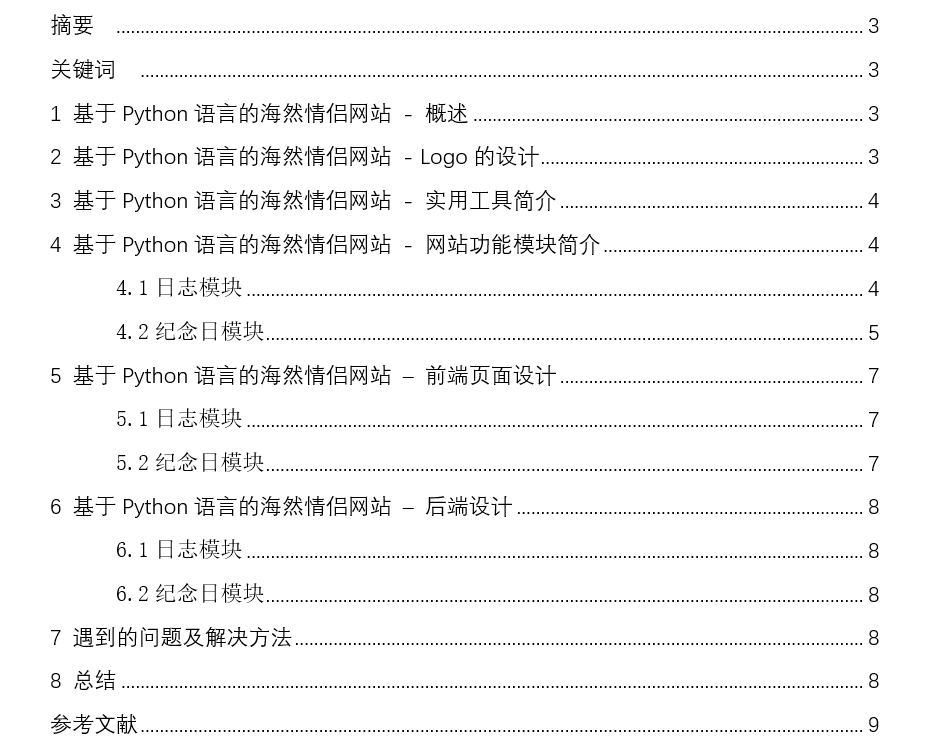 摘要 3
关键词 3
1 基于 Python 语言的海然情侣网站 - 概述 3
2 基于 Python 语言的海然情侣网站 - Logo 的设计 3
3 基于 Python 语言的海然情侣网站 - 实用工具简介 4
4 基于 Python 语言的海然情侣网站 - 网站功能模块简介 4
4.1 日志模块 4
4.2 纪念日模块 5
5 基于 Python 语言的海然情侣网站 – 前端页面设计 7
5.1 日志模块 7
5.2 纪念日模块 7
6 基于 Python 语言的海然情侣网站 – 后端设计 8
6.1 日志模块 8
6.2 纪念日模块 8
7 遇到的问题及解决方法 8
8 总结 8
参考文献 9